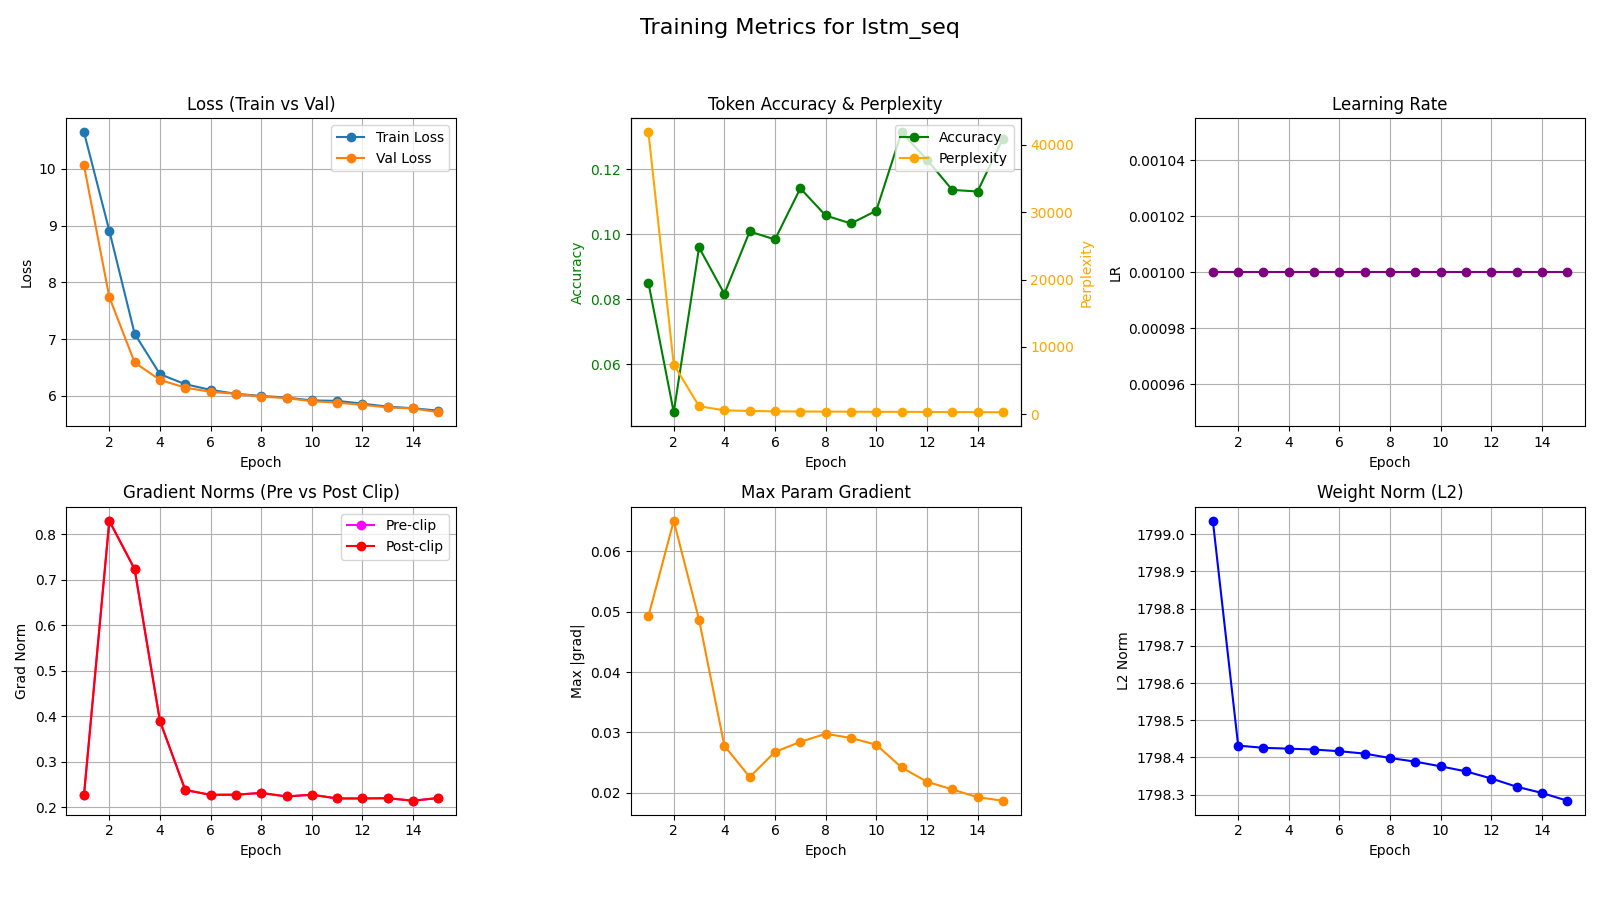 Training Metrics for lstm_seq
Loss (Train vs Val)
Train Loss
Val Loss
10
9
8
7
6
Loss
2 4 6 8 10 12 14
Epoch
Token Accuracy & Perplexity
Accuracy
Perplexity
0.12
0.10
0.08
0.06
Accuracy
40000
30000
20000
10000
0
Perplexity
2 4 6 8 10 12 14
Epoch
Learning Rate
0.00104
0.00102
0.00100
0.00098
0.00096
LR
2 4 6 8 10 12 14
Epoch
Gradient Norms (Pre vs Post Clip)
Pre-clip
Post-clip
0.8
0.7
0.6
0.5
0.4
0.3
0.2
Grad Norm
2 4 6 8 10 12 14
Epoch
Max Param Gradient
0.06
0.05
0.04
0.03
0.02
Max |grad|
2 4 6 8 10 12 14
Epoch
Weight Norm (L2)
1799.0
1798.9
1798.8
1798.7
1798.6
1798.5
1798.4
1798.3
L2 Norm
2 4 6 8 10 12 14
Epoch